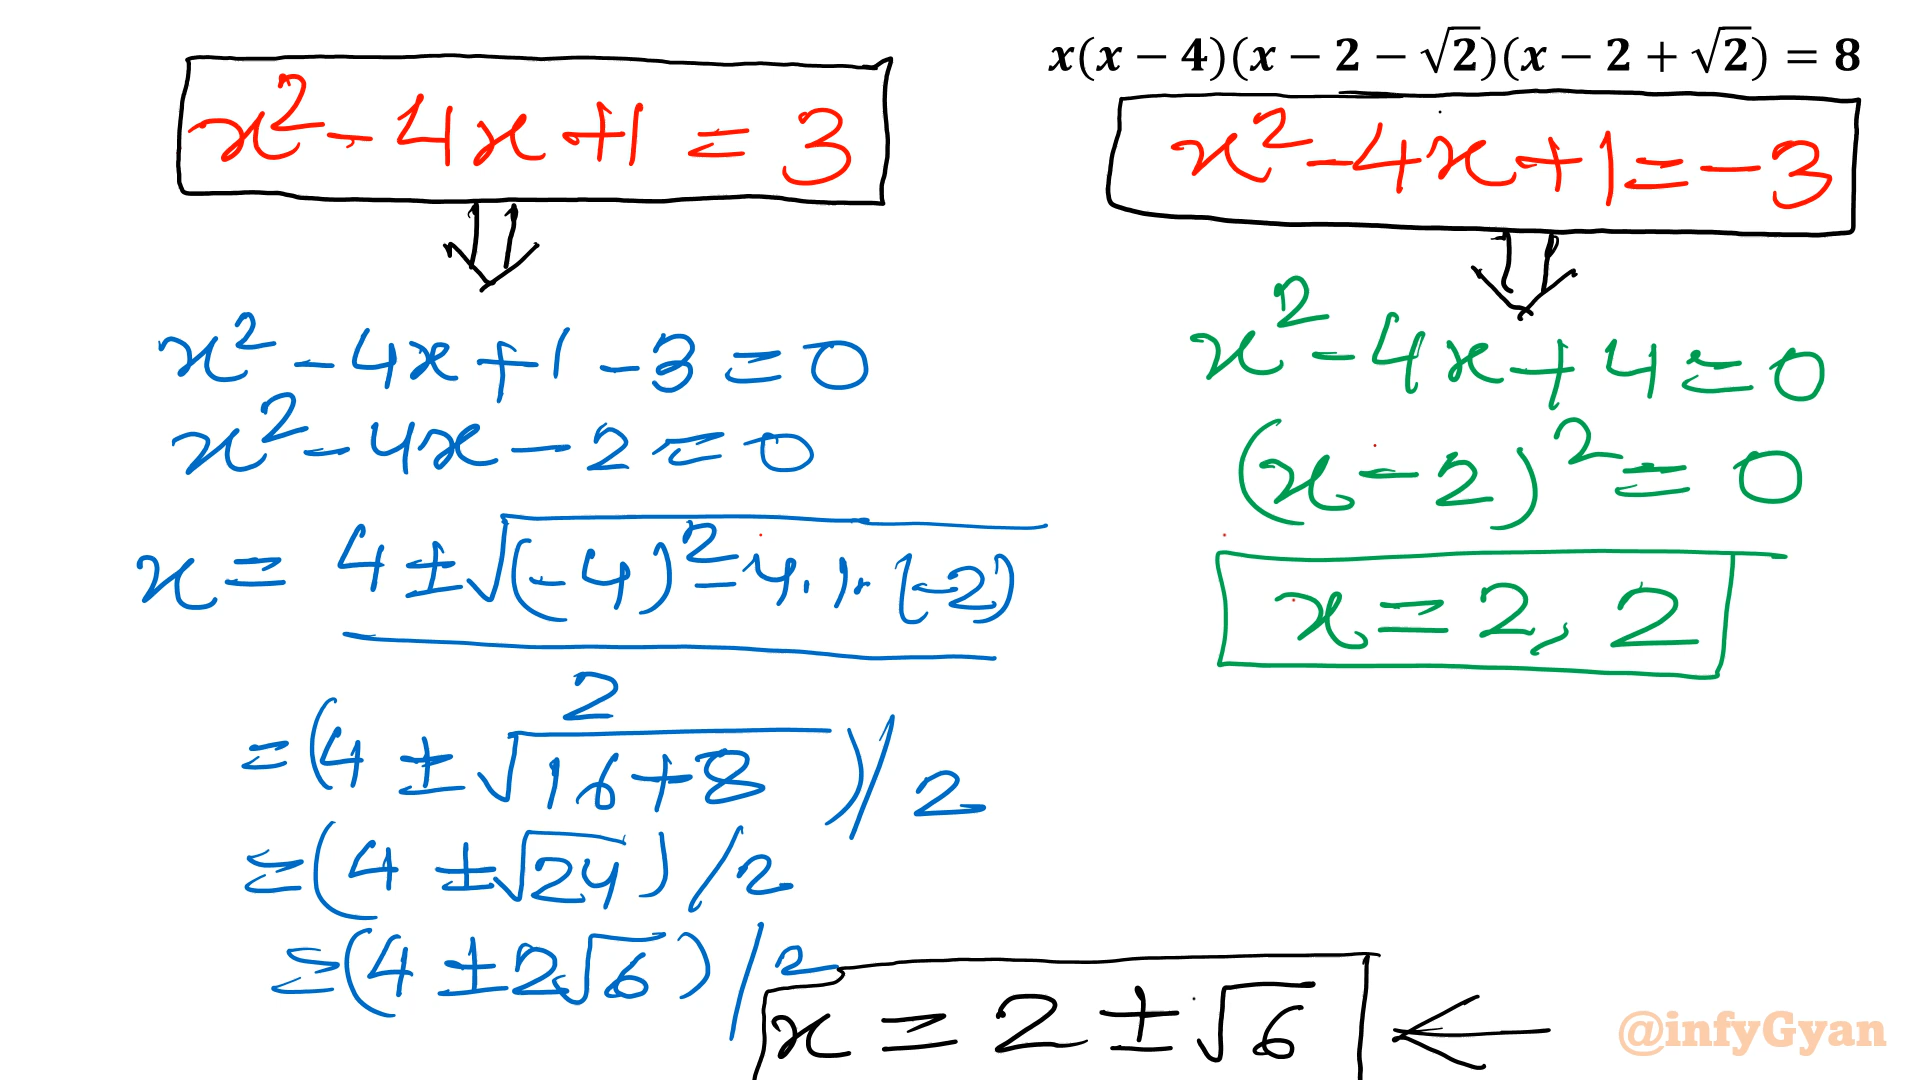 x(x − 4)(x − 2 − √2)(x − 2 + √2) = 8
x² - 4x + 1 = 3
x² - 4x + 1 - 3 = 0
x² - 4x - 2 = 0
x = 4 ± √(-4)² - 4.1.(-2)
2
= (4 ± √16+8)/2
= (4 ± √24)/2
= (4 ± 2√6)/2
x = 2 ± √6
x² - 4x + 1 = -3
x² - 4x + 4 = 0
(x - 2)² = 0
x = 2, 2
@infyGyan